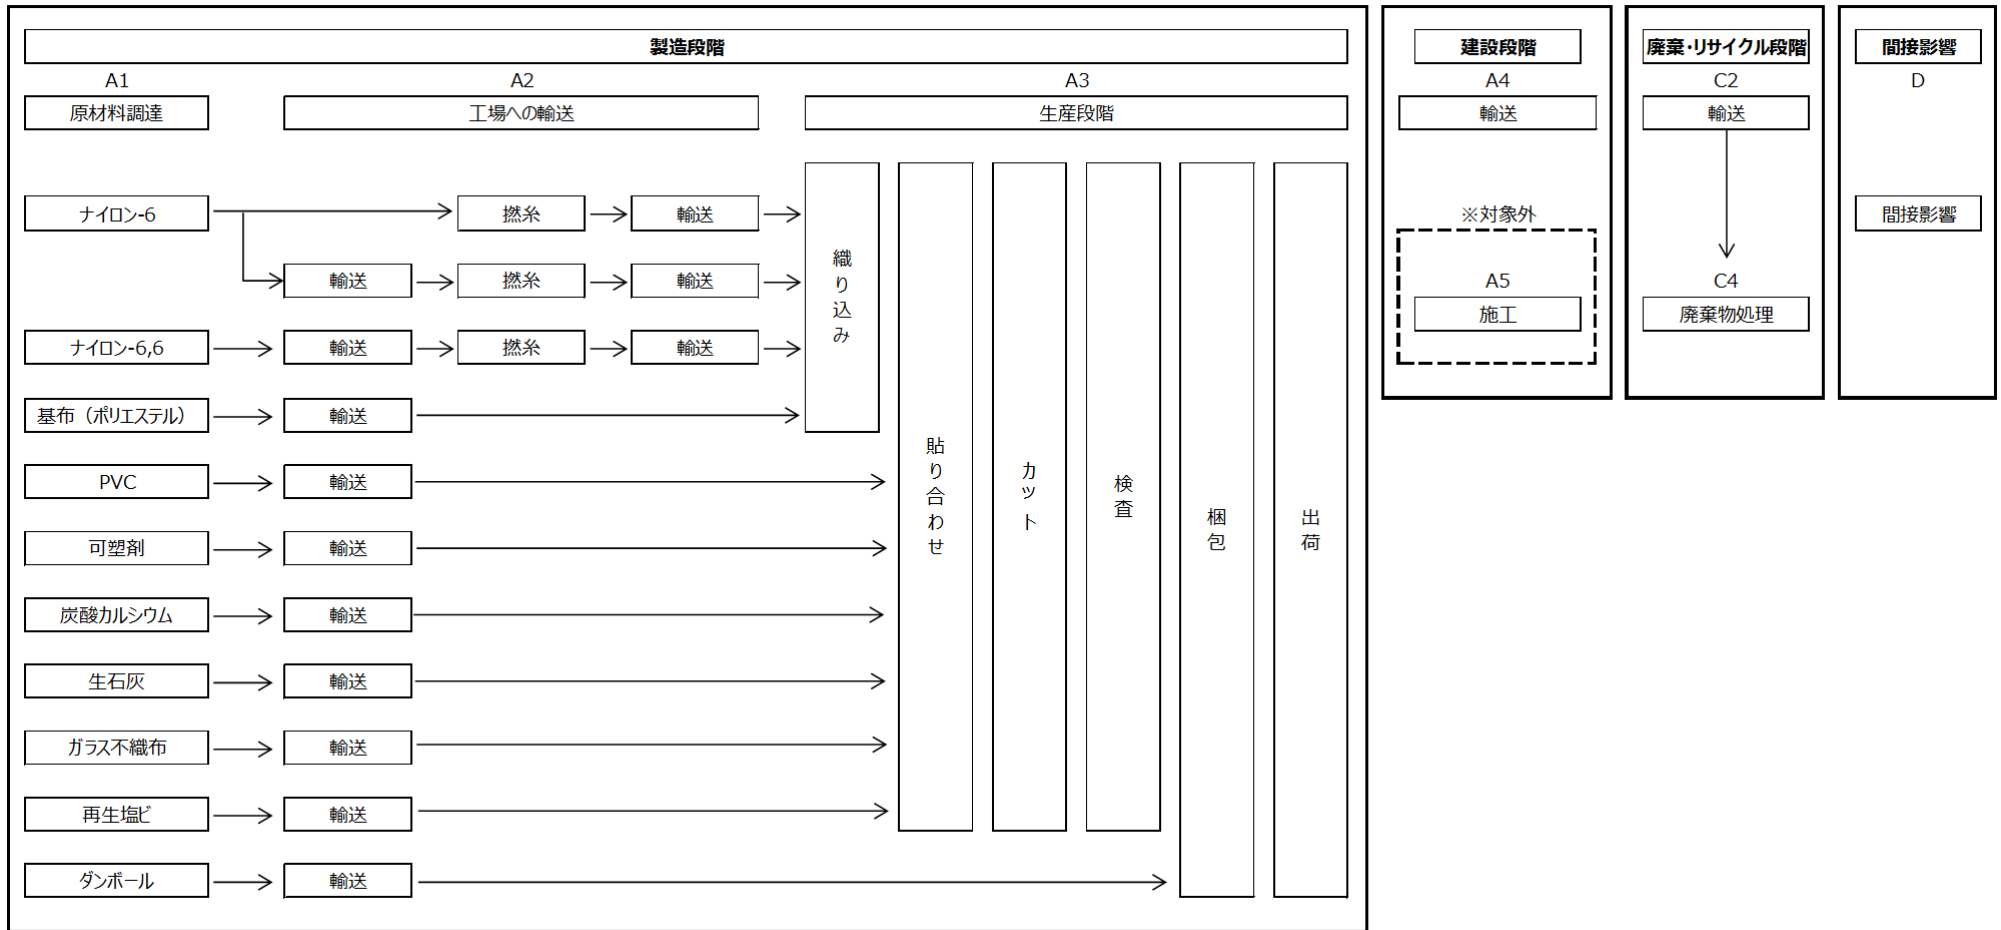 製造段階
建設段階
廃棄・リサイクル段階
間接影響
A1
A2
A3
A4
C2
D
原材料調達
工場への輸送
生産段階
輸送
輸送
ナイロン-6
撚糸
輸送
※対象外
間接影響
輸送
撚糸
輸送
織り込み
A5
C4
施工
廃棄物処理
ナイロン-6,6
輸送
撚糸
輸送
基布（ポリエステル）
輸送
PVC
輸送
貼り合わせ
カット
検査
梱包
出荷
可塑剤
輸送
炭酸カルシウム
輸送
生石灰
輸送
ガラス不織布
輸送
再生塩ビ
輸送
ダンボール
輸送